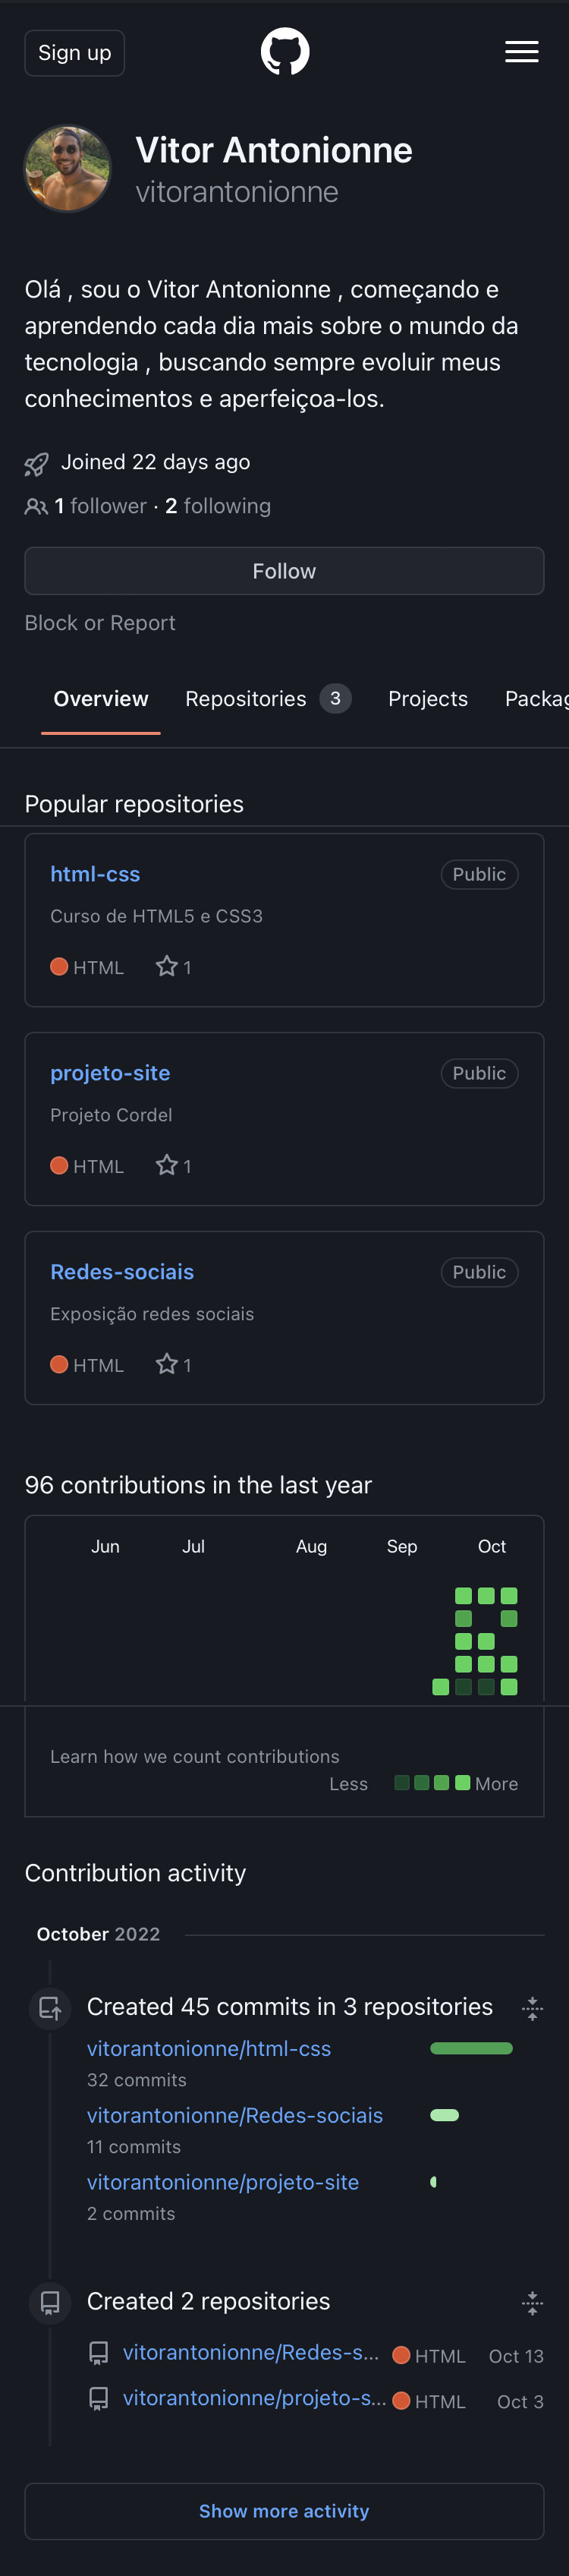 Sign up
Vitor Antonionne
vitorantonionne
Olá , sou o Vitor Antonionne , começando e
aprendendo cada dia mais sobre o mundo da
tecnologia , buscando sempre evoluir meus
conhecimentos e aperfeiçoa-los.
Joined 22 days ago
1 follower · 2 following
Follow
Block or Report
Overview Repositories 3 Projects Packag
Popular repositories
html-css Public
Curso de HTML5 e CSS3
HTML 1
projeto-site Public
Projeto Cordel
HTML 1
Redes-sociais Public
Exposição redes sociais
HTML 1
96 contributions in the last year
Jun Jul Aug Sep Oct
Learn how we count contributions
Less More
Contribution activity
October 2022
Created 45 commits in 3 repositories
vitorantonionne/html-css
32 commits
vitorantonionne/Redes-sociais
11 commits
vitorantonionne/projeto-site
2 commits
Created 2 repositories
vitorantonionne/Redes-s... HTML Oct 13
vitorantonionne/projeto-s... HTML Oct 3
Show more activity